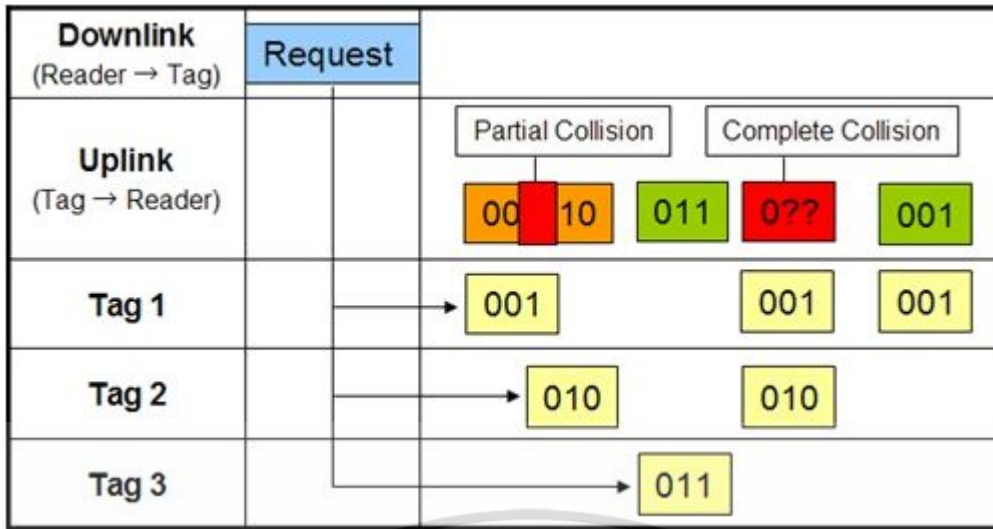 Downlink
(Reader → Tag)
Request
Uplink
(Tag → Reader)
Partial Collision
Complete Collision
00 10
011
0??
001
Tag 1
001
001
001
Tag 2
010
010
Tag 3
011